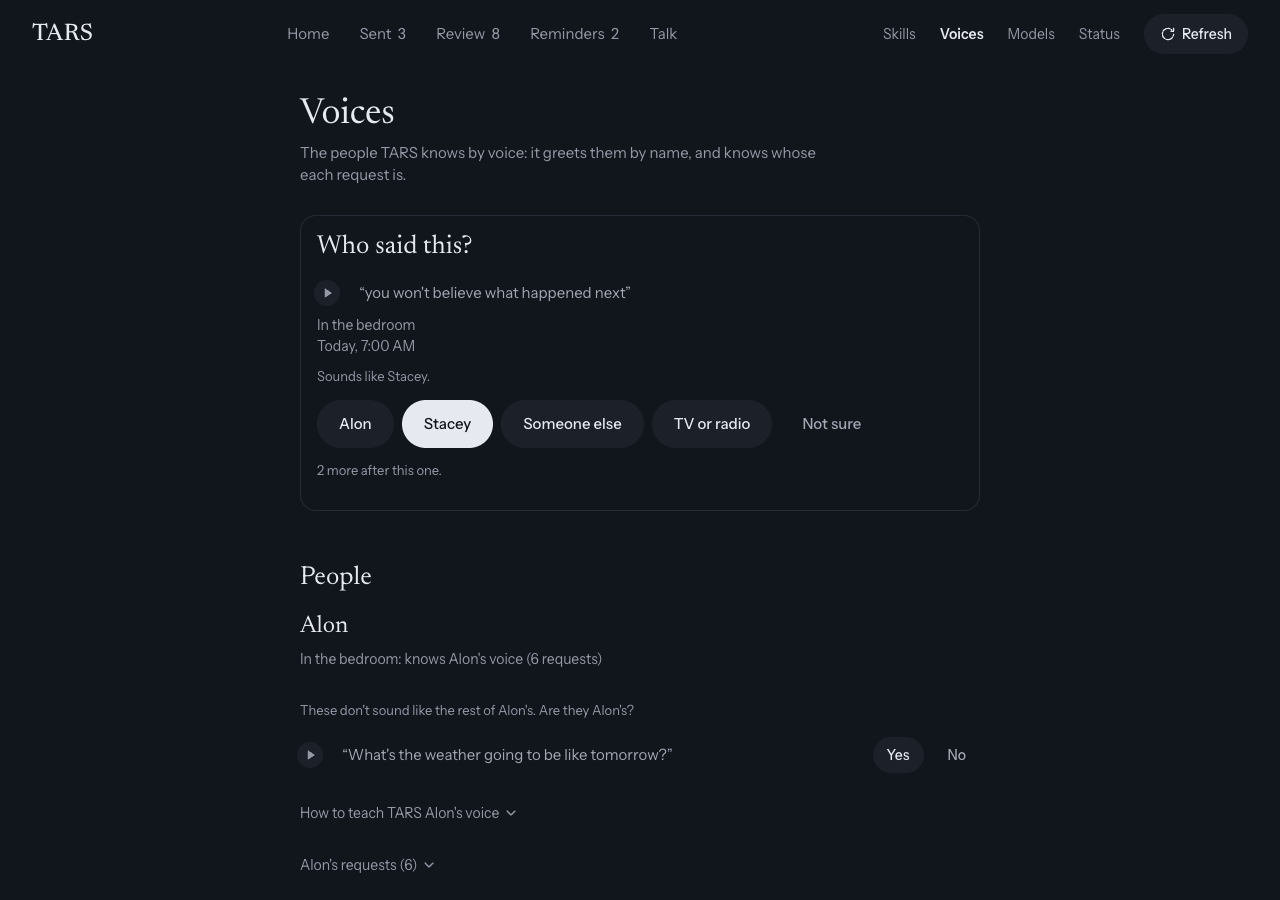 TARS
Home
Sent 3
Review 8
Reminders 2
Talk
Skills
Voices
Models
Status
Refresh
Voices
The people TARS knows by voice: it greets them by name, and knows whose
each request is.
Who said this?
“you won't believe what happened next”
In the bedroom
Today, 7:00 AM
Sounds like Stacey.
Alon
Stacey
Someone else
TV or radio
Not sure
2 more after this one.
People
Alon
In the bedroom: knows Alon's voice (6 requests)
These don't sound like the rest of Alon's. Are they Alon's?
“What's the weather going to be like tomorrow?”
Yes
No
How to teach TARS Alon's voice
Alon's requests (6)